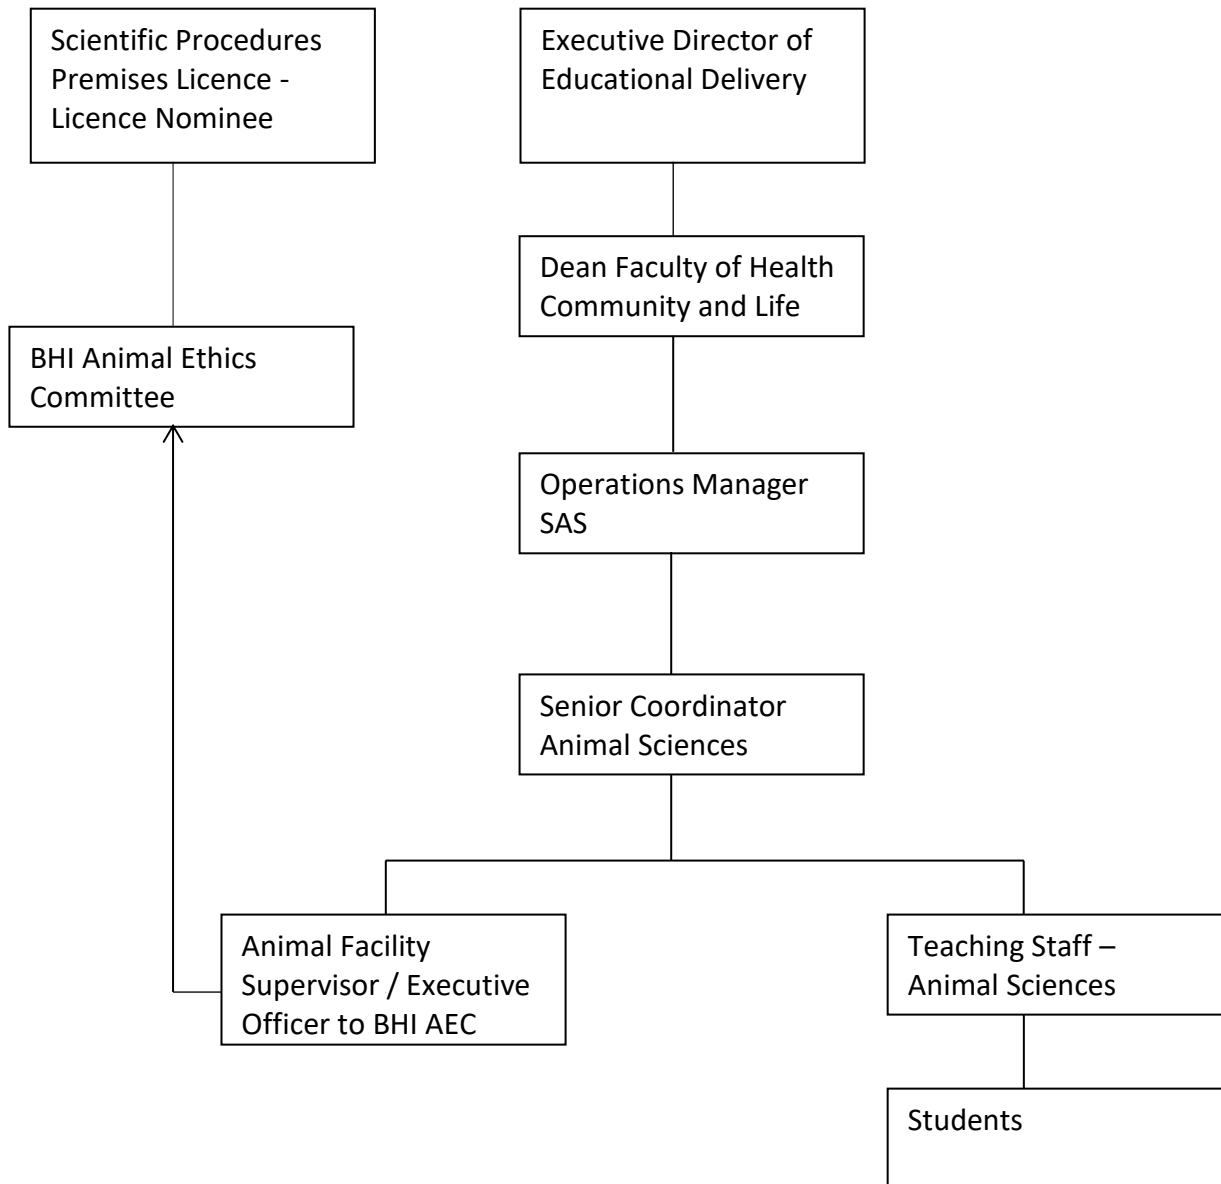 Scientific Procedures
Premises Licence -
Licence Nominee
Executive Director of
Educational Delivery
Dean Faculty of Health
Community and Life
BHI Animal Ethics
Committee
Operations Manager
SAS
Senior Coordinator
Animal Sciences
Animal Facility
Supervisor / Executive
Officer to BHI AEC
Teaching Staff –
Animal Sciences
Students